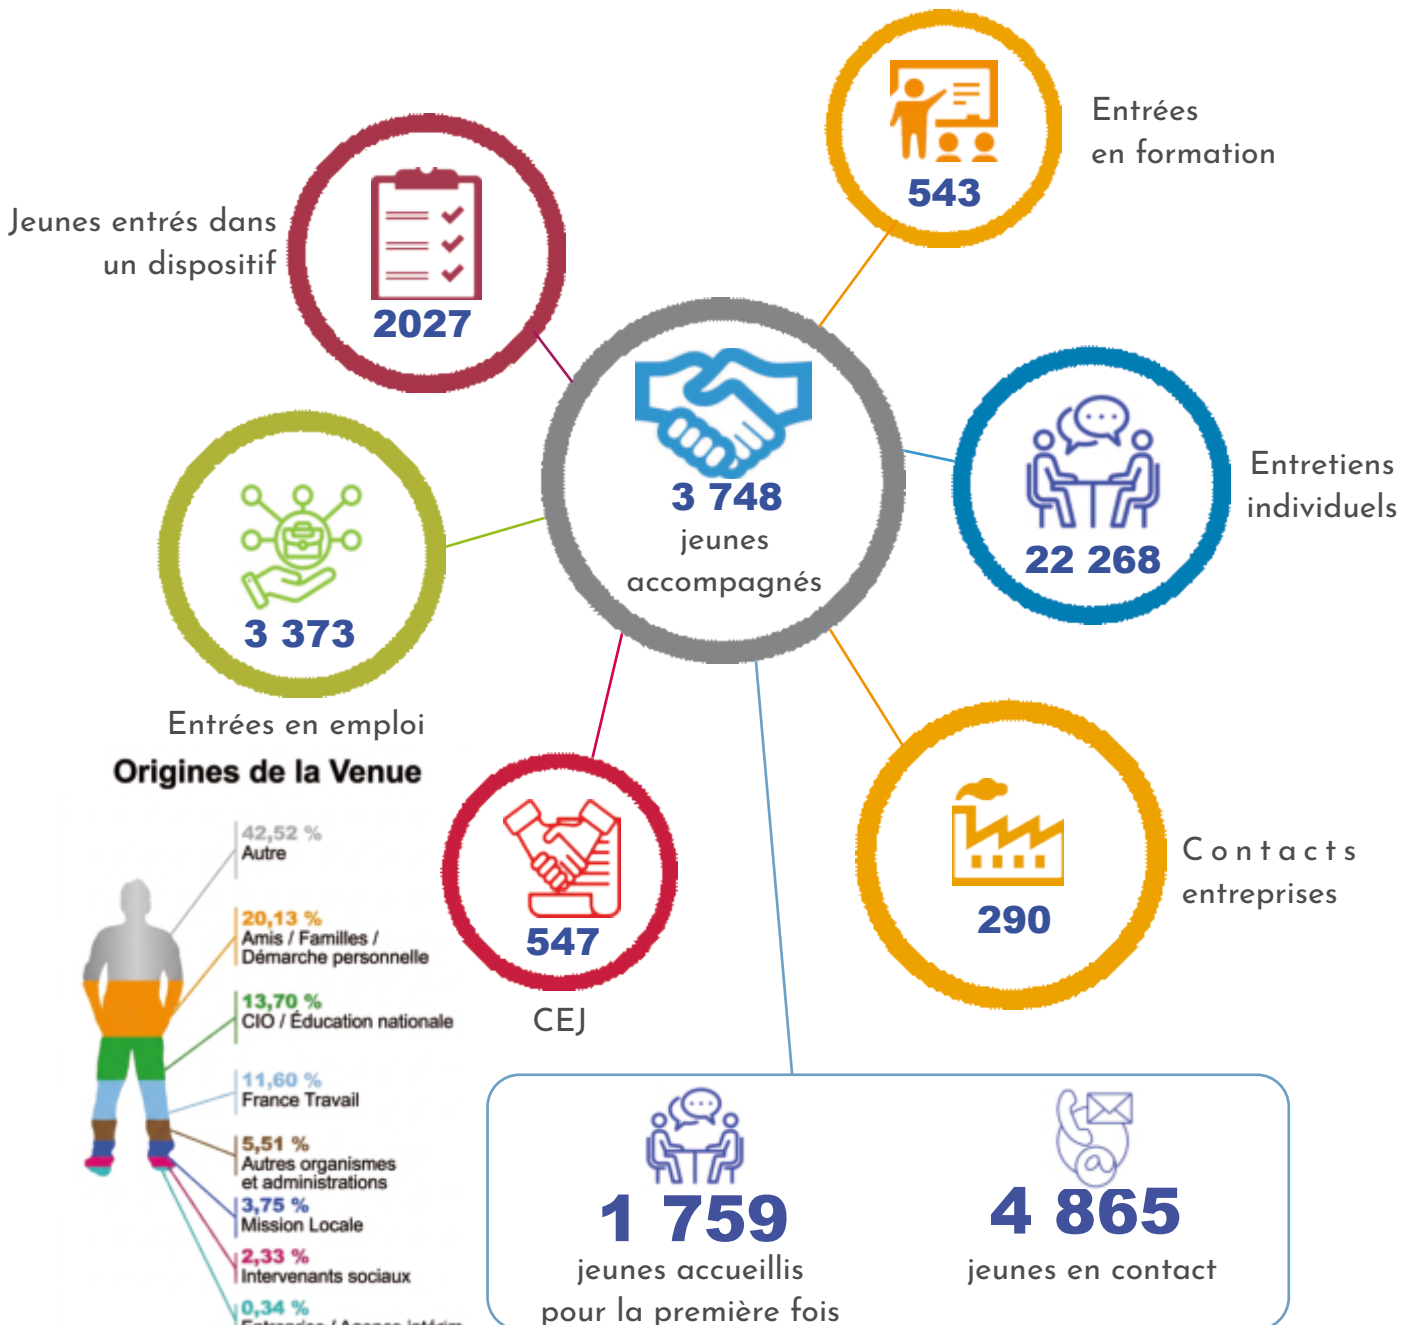 Entrées
en formation
543
Jeunes entrés dans
un dispositif
2027
3 748
jeunes
accompagnés
Entretiens
individuels
22 268
3 373
Entrées en emploi
Contacts
entreprises
290
547
CEJ
Origines de la Venue
42,52 %
Autre
20,13 %
Amis / Familles /
Démarche personnelle
13,70 %
CIO / Éducation nationale
11,60 %
France Travail
5,51 %
Autres organismes
et administrations
3,75 %
Mission Locale
2,33 %
Intervenants sociaux
0,34 %
Entreprise / Agence intérim
1 759
jeunes accueillis
pour la première fois
4 865
jeunes en contact